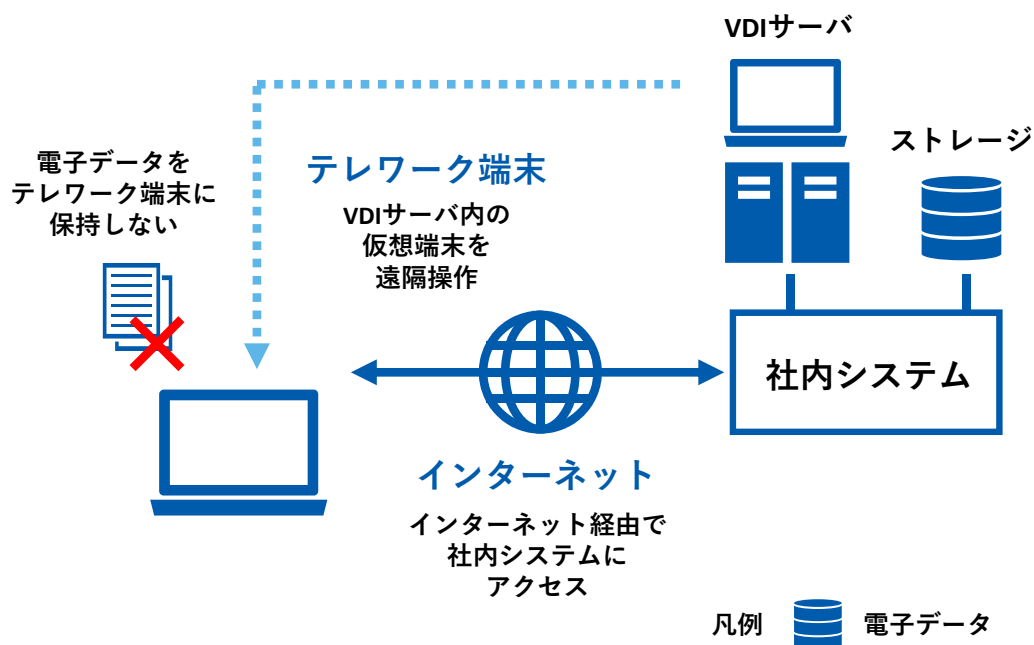 VDIサーバ
ストレージ
電子データを
テレワーク端末に
保持しない
テレワーク端末
VDIサーバ内の
仮想端末を
遠隔操作
社内システム
インターネット
インターネット経由で
社内システムに
アクセス
凡例 電子データ